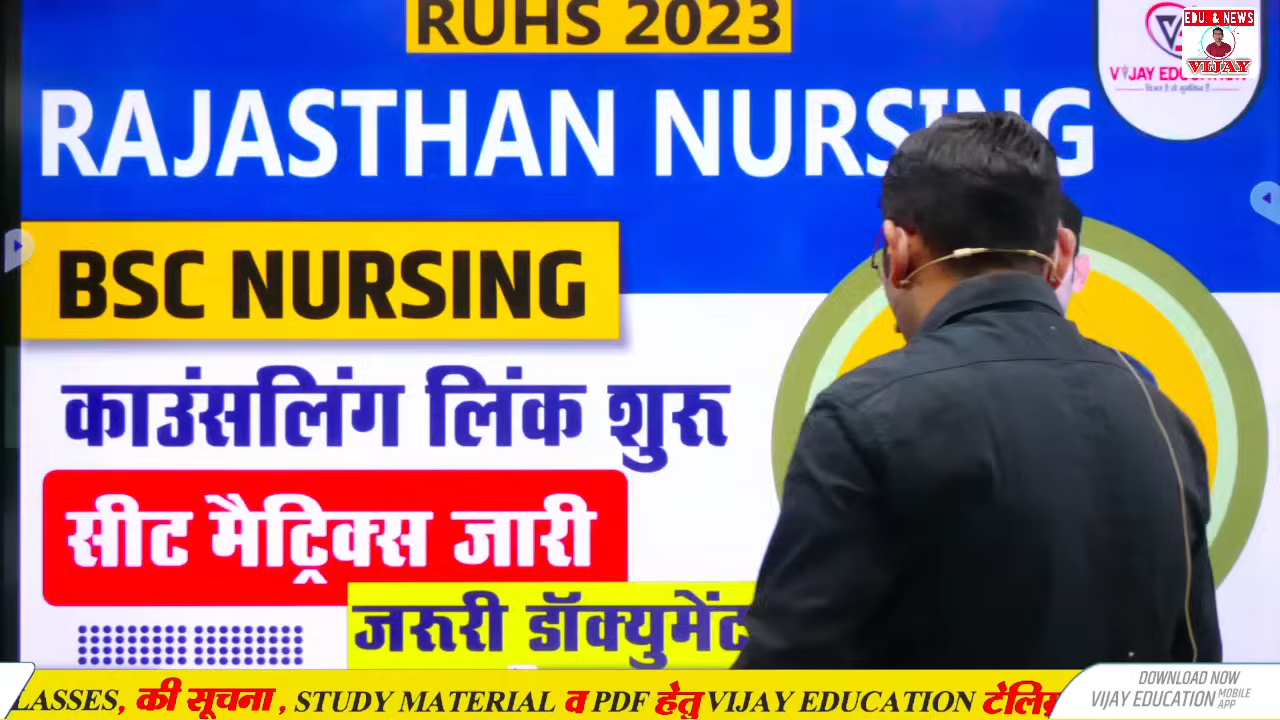 RUHS 2023
EDU. & NEWS
VIJAY
VIJAY EDUCATION
RAJASTHAN NURSING
BSC NURSING
काउंसलिंग लिंक शुरू
सीट मैट्रिक्स जारी
जरूरी डॉक्युमेंट
LASSES, की सूचना , STUDY MATERIAL व PDF हेतु VIJAY EDUCATION टेलिग्
DOWNLOAD NOW
VIJAY EDUCATION MOBILE APP